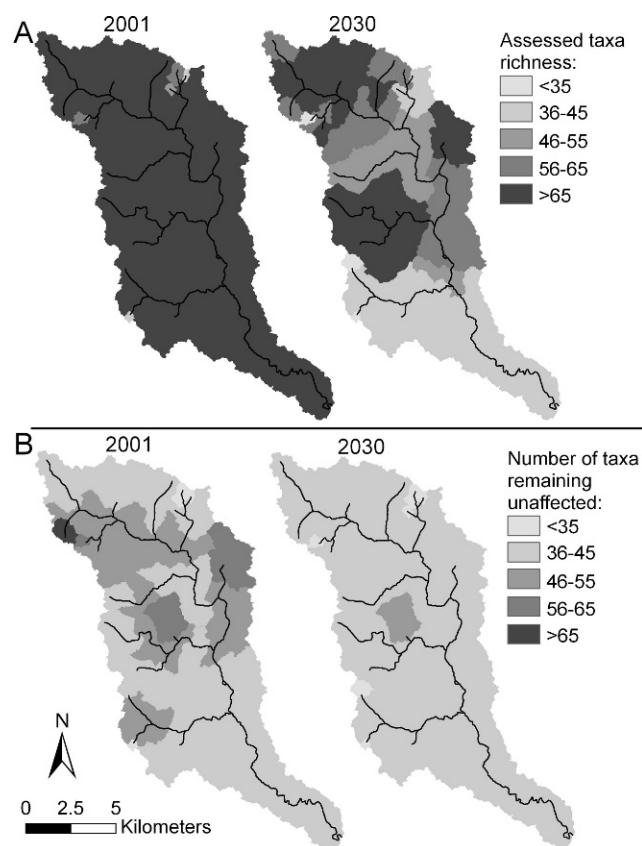 A
2001
2030
Assessed taxa
richness:
<35
36-45
46-55
56-65
>65
B
2001
2030
Number of taxa
remaining
unaffected:
<35
36-45
46-55
56-65
>65
N
0 2.5 5
Kilometers